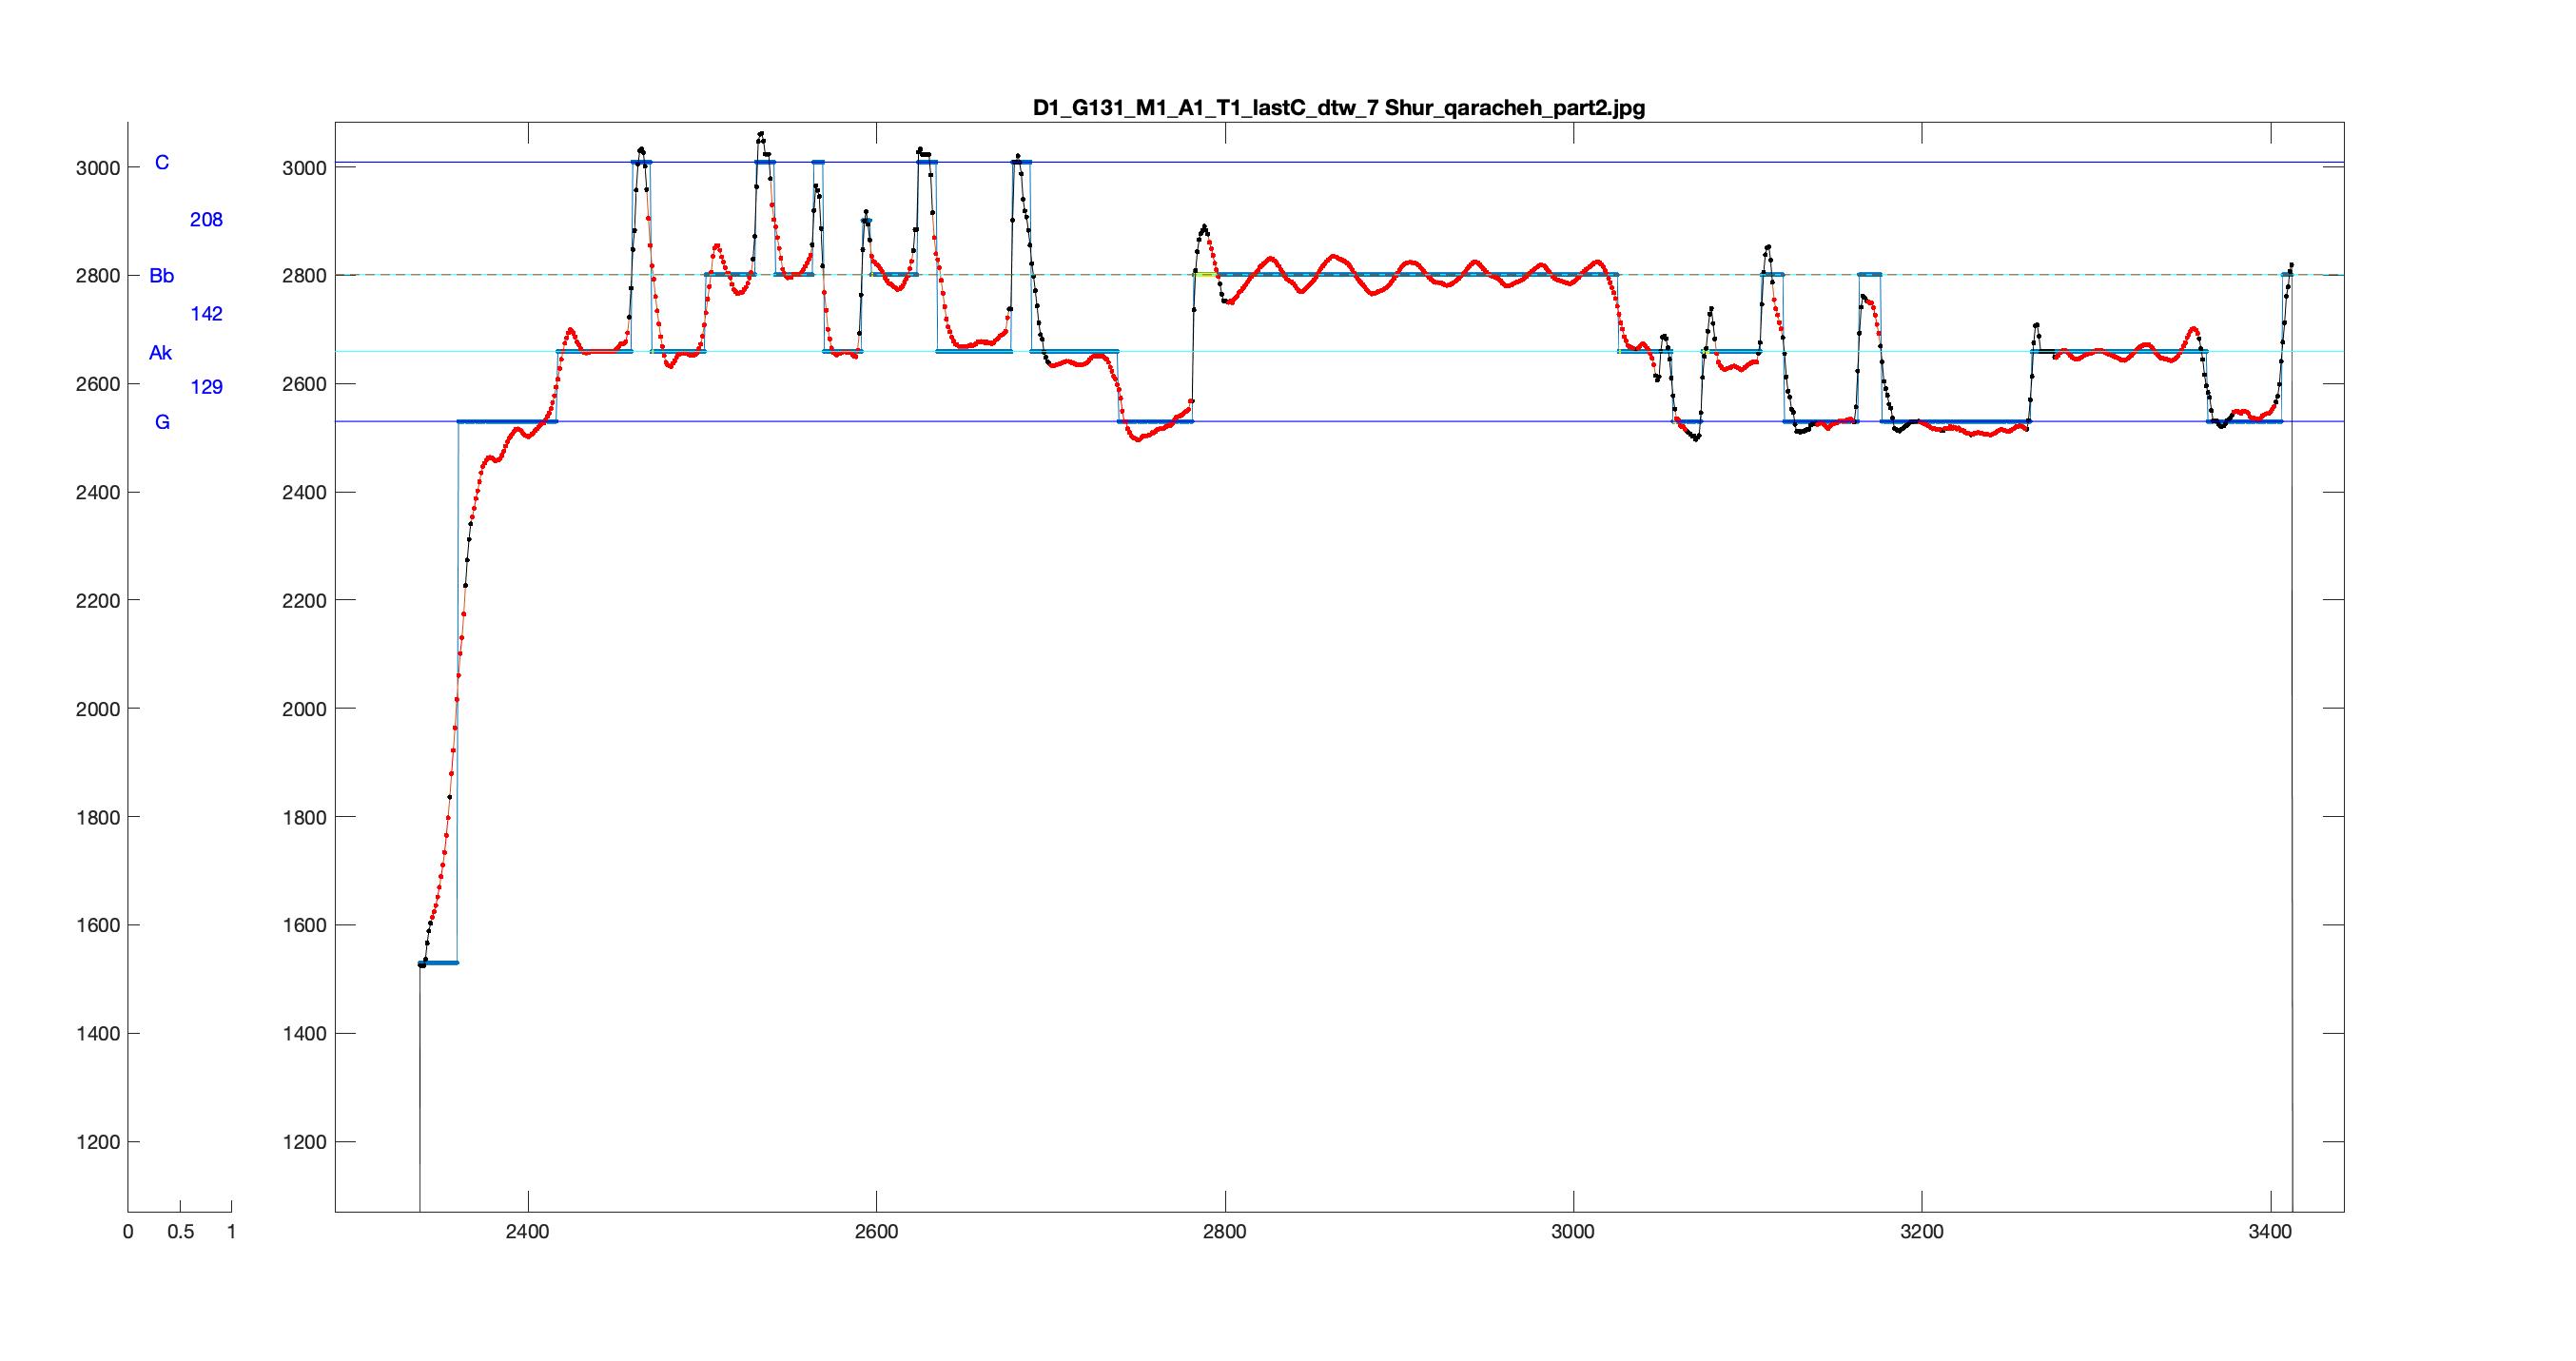 D1_G131_M1_A1_T1_lastC_dtw_7 Shur_qaracheh_part2.jpg
3000 C 3000
208
2800 Bb 2800
142
Ak
2600 2600
129
G
2400 2400
2200 2200
2000 2000
1800 1800
1600 1600
1400 1400
1200 1200
0 0.5 1 2400 2600 2800 3000 3200 3400